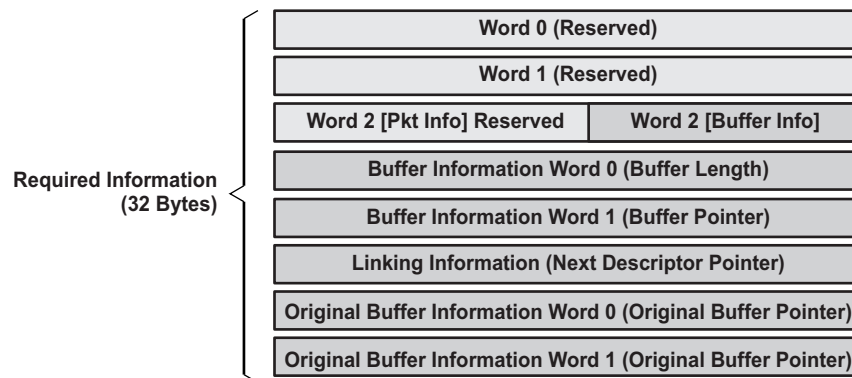 Word 0 (Reserved)
Word 1 (Reserved)
Word 2 [Pkt Info] Reserved
Word 2 [Buffer Info]
Buffer Information Word 0 (Buffer Length)
Required Information
(32 Bytes)
Buffer Information Word 1 (Buffer Pointer)
Linking Information (Next Descriptor Pointer)
Original Buffer Information Word 0 (Original Buffer Pointer)
Original Buffer Information Word 1 (Original Buffer Pointer)